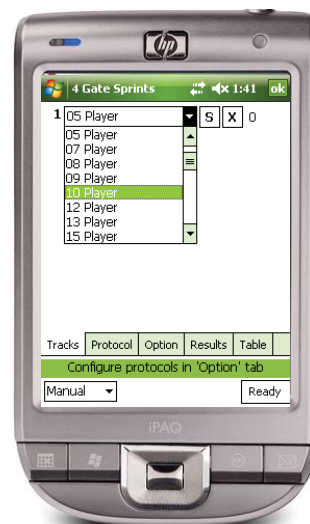 hp
4 Gate Sprints 1:41 ok
1 05 Player S X 0
05 Player
07 Player
08 Player
09 Player
10 Player
12 Player
13 Player
15 Player
Tracks Protocol Option Results Table
Configure protocols in 'Option' tab
Manual Ready
iPAQ